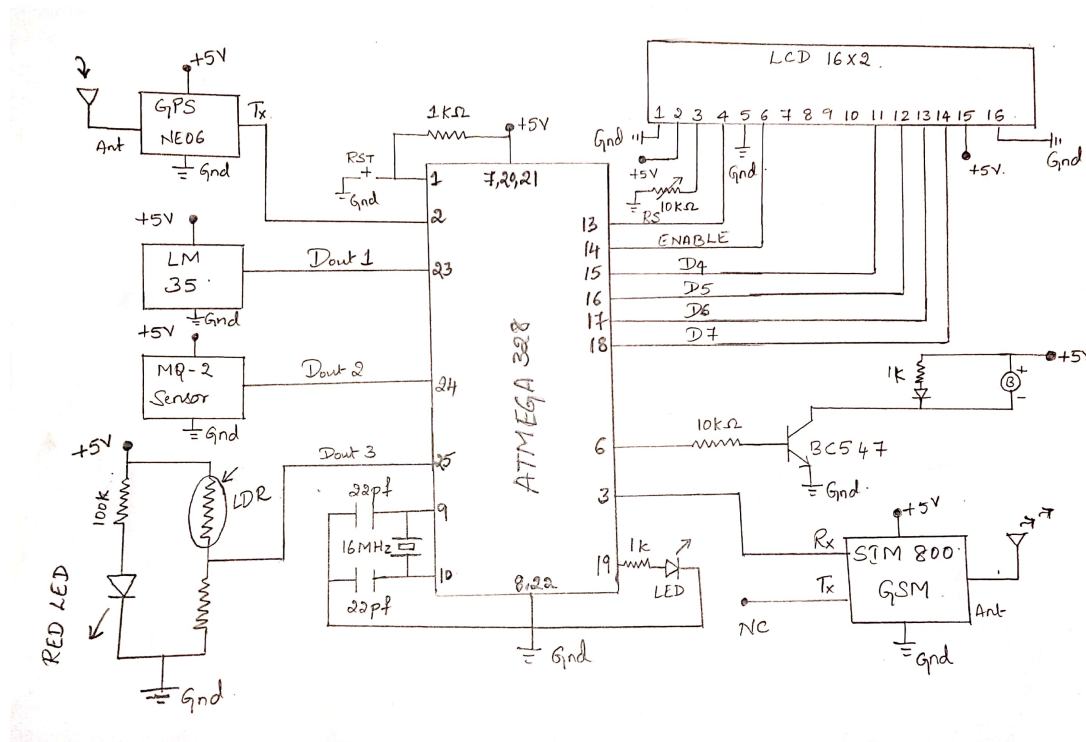 +5V
GPS
NE06
Tx
Ant
Gnd
1KΩ
+5V
RST
+
Gnd
1
7,20,21
2
+5V
LM
35
Dout 1
23
Gnd
+5V
MQ-2
Sensor
Dout 2
24
Gnd
+5V
100k
LDR
Dout 3
25
RED LED
Gnd
22pf
9
16MHz
10
22pf
ATMEGA 328
8,22
Gnd
LCD 16X2
1 2 3 4 5 6 7 8 9 10 11 12 13 14 15 16
Gnd
+5V
10KΩ
Gnd
+5V.
Gnd
13
RS
14
ENABLE
15
D4
16
D5
17
D6
18
D7
1K
B
+
-
+5V
6
10KΩ
BC547
Gnd.
3
+5V
Rx
SIM 800
GSM
Tx
NC
Ant
Gnd
19
1k
LED